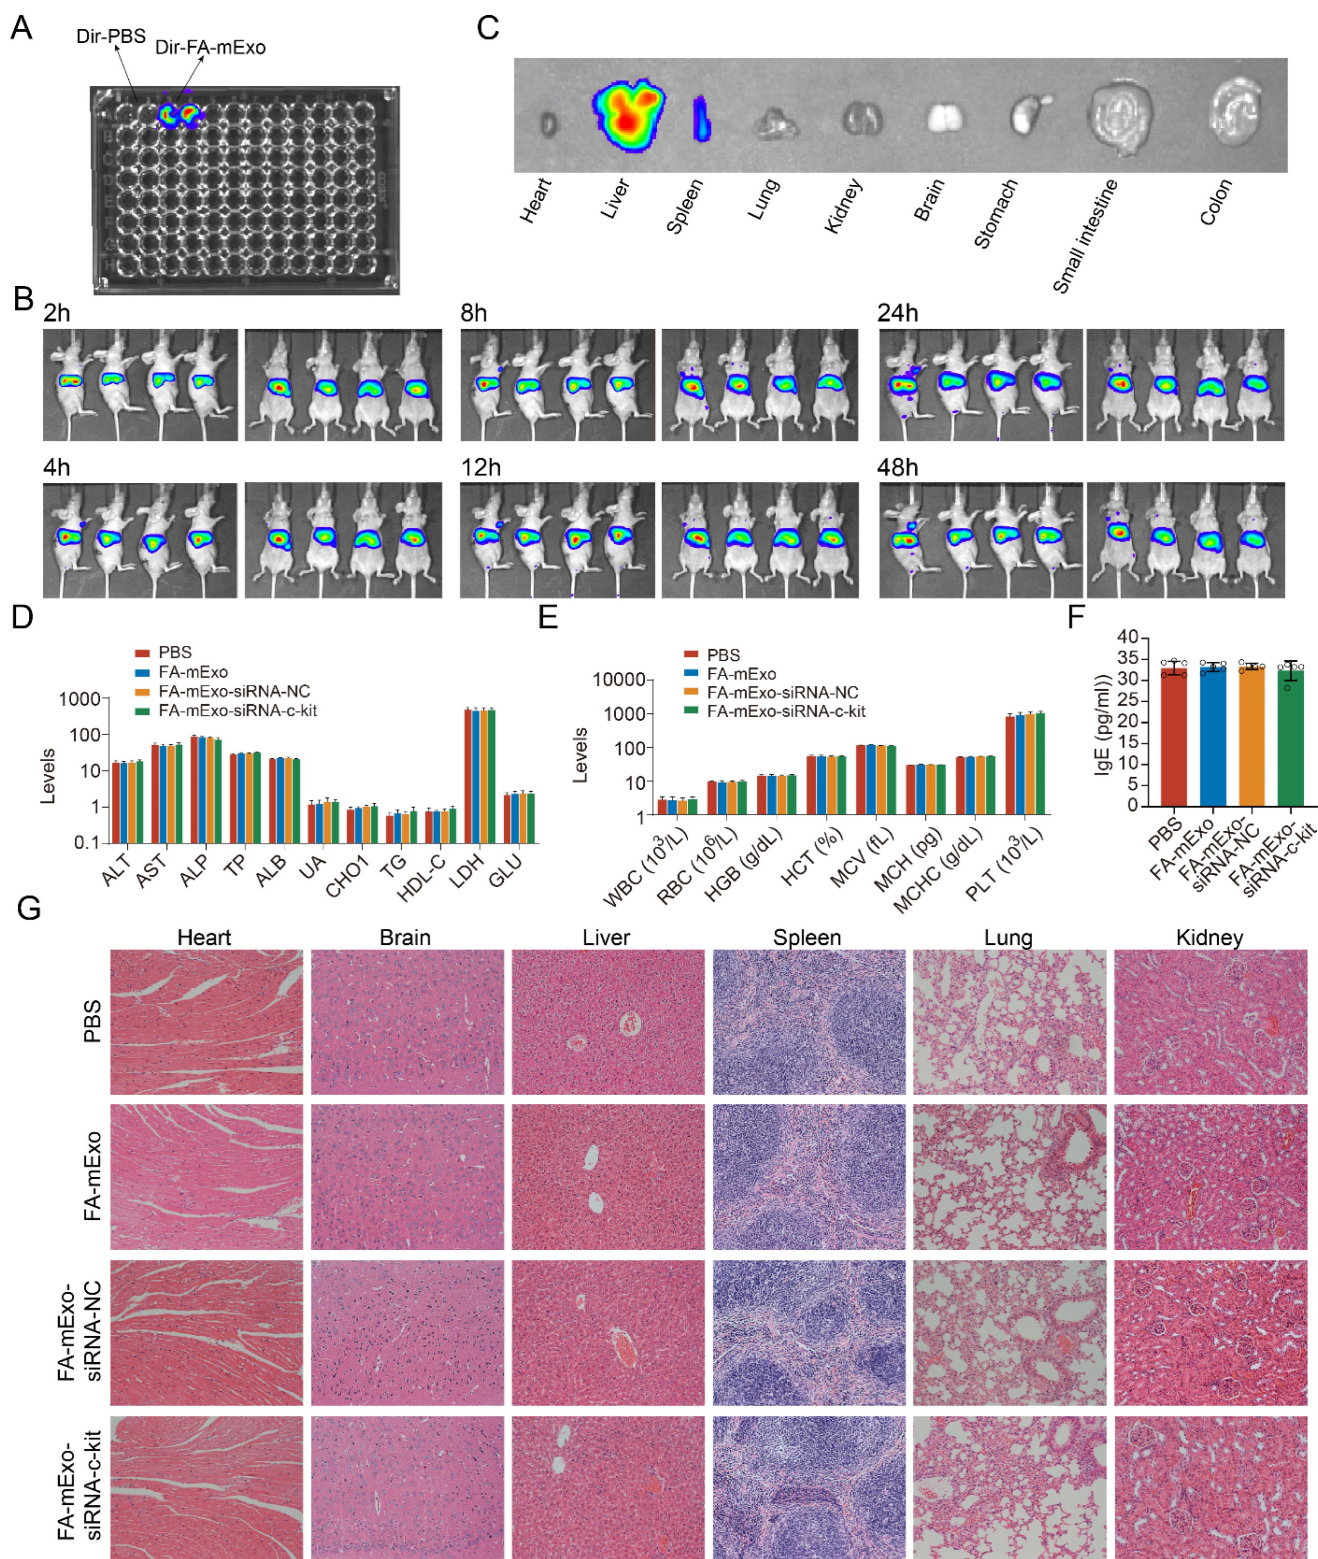 A
Dir-PBS
Dir-FA-mExo
C
Heart
Liver
Spleen
Lung
Kidney
Brain
Stomach
Small intestine
Colon
B
2h
8h
24h
4h
12h
48h
D
PBS
FA-mExo
FA-mExo-siRNA-NC
FA-mExo-siRNA-c-kit
Levels
1000
100
10
1
0.1
ALT
AST
ALP
TP
ALB
UA
CHO1
TG
HDL-C
LDH
GLU
E
PBS
FA-mExo
FA-mExo-siRNA-NC
FA-mExo-siRNA-c-kit
Levels
10000
1000
100
10
1
WBC (10³/L)
RBC (10⁶/L)
HGB (g/dL)
HCT (%)
MCV (fL)
MCH (pg)
MCHC (g/dL)
PLT (10³/L)
F
IgE (pg/ml))
40
35
30
25
20
15
10
5
0
PBS
FA-mExo
FA-mExo-
siRNA-NC
FA-mExo-
siRNA-c-kit
G
Heart
Brain
Liver
Spleen
Lung
Kidney
PBS
FA-mExo
FA-mExo-
siRNA-NC
FA-mExo-
siRNA-c-kit